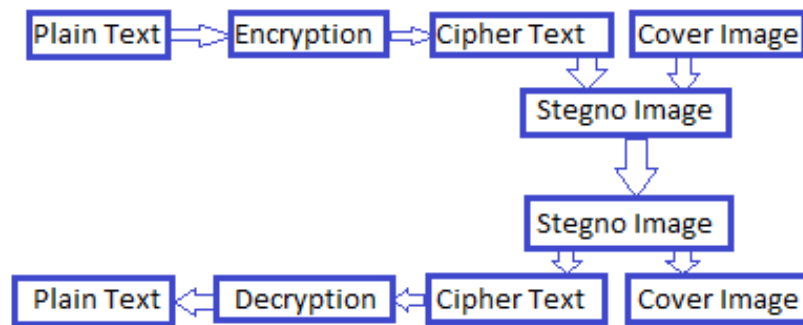 Plain Text Encryption Cipher Text Cover Image
Stegno Image
Stegno Image
Plain Text Decryption Cipher Text Cover Image